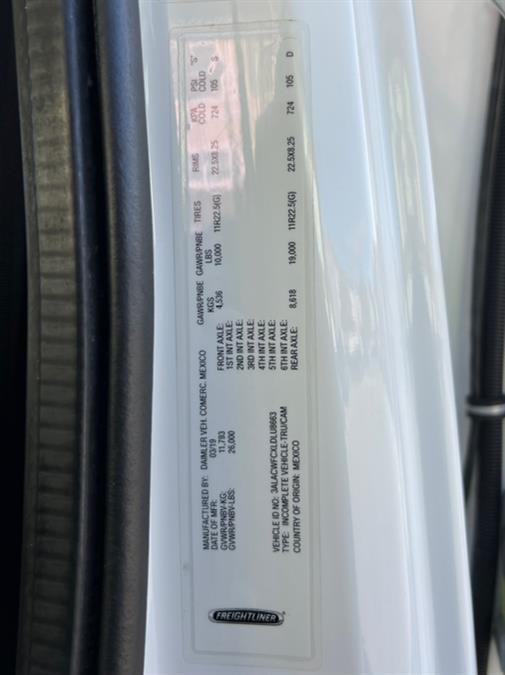 FREIGHTLINER
MANUFACTURED BY: DAIMLER VEH. COMERC. MEXICO
DATE OF MFR: 03/19
GVWR/PNBV-KG: 11,783
GVWR/PNBV-LBS: 26,000
VEHICLE ID NO: 3ALACWFCXLDLU8663
TYPE: INCOMPLETE VEHICLE-TRU/CAM
COUNTRY OF ORIGIN: MEXICO
GAWR/PNBE GAWR/PNBE TIRES RIMS KPA PSI "S"
KGS LBS COLD COLD
FRONT AXLE: 4,536 10,000 11R22.5(G) 22.5X8.25 724 105 S
1ST INT AXLE:
2ND INT AXLE:
3RD INT AXLE:
4TH INT AXLE:
5TH INT AXLE:
6TH INT AXLE:
REAR AXLE: 8,618 19,000 11R22.5(G) 22.5X8.25 724 105 D